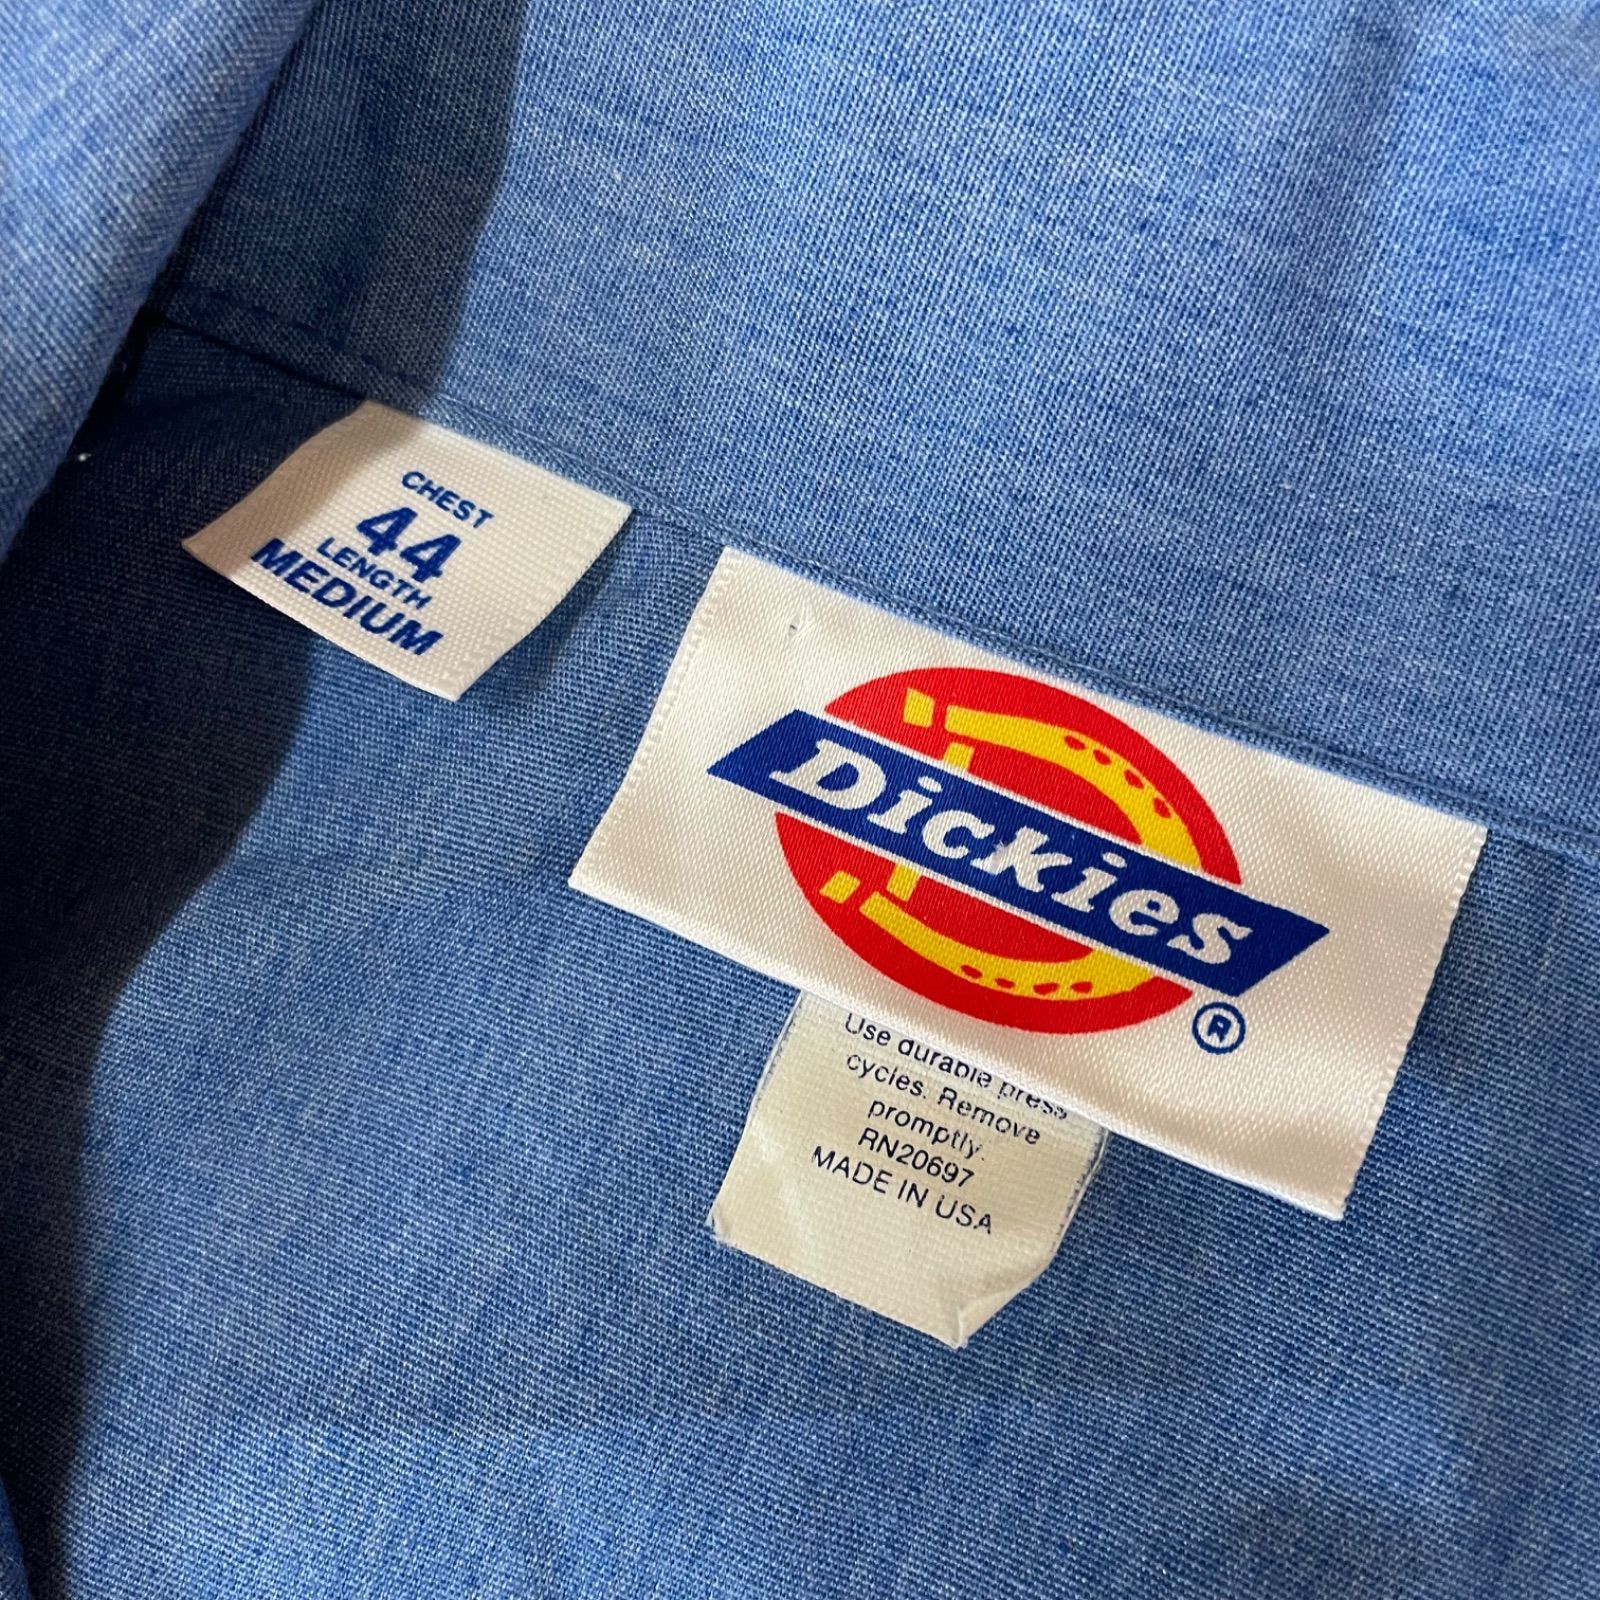 CHEST
44
LENGTH
MEDIUM
Dickies
®
Use durable press
cycles. Remove
promptly.
RN20697
MADE IN USA